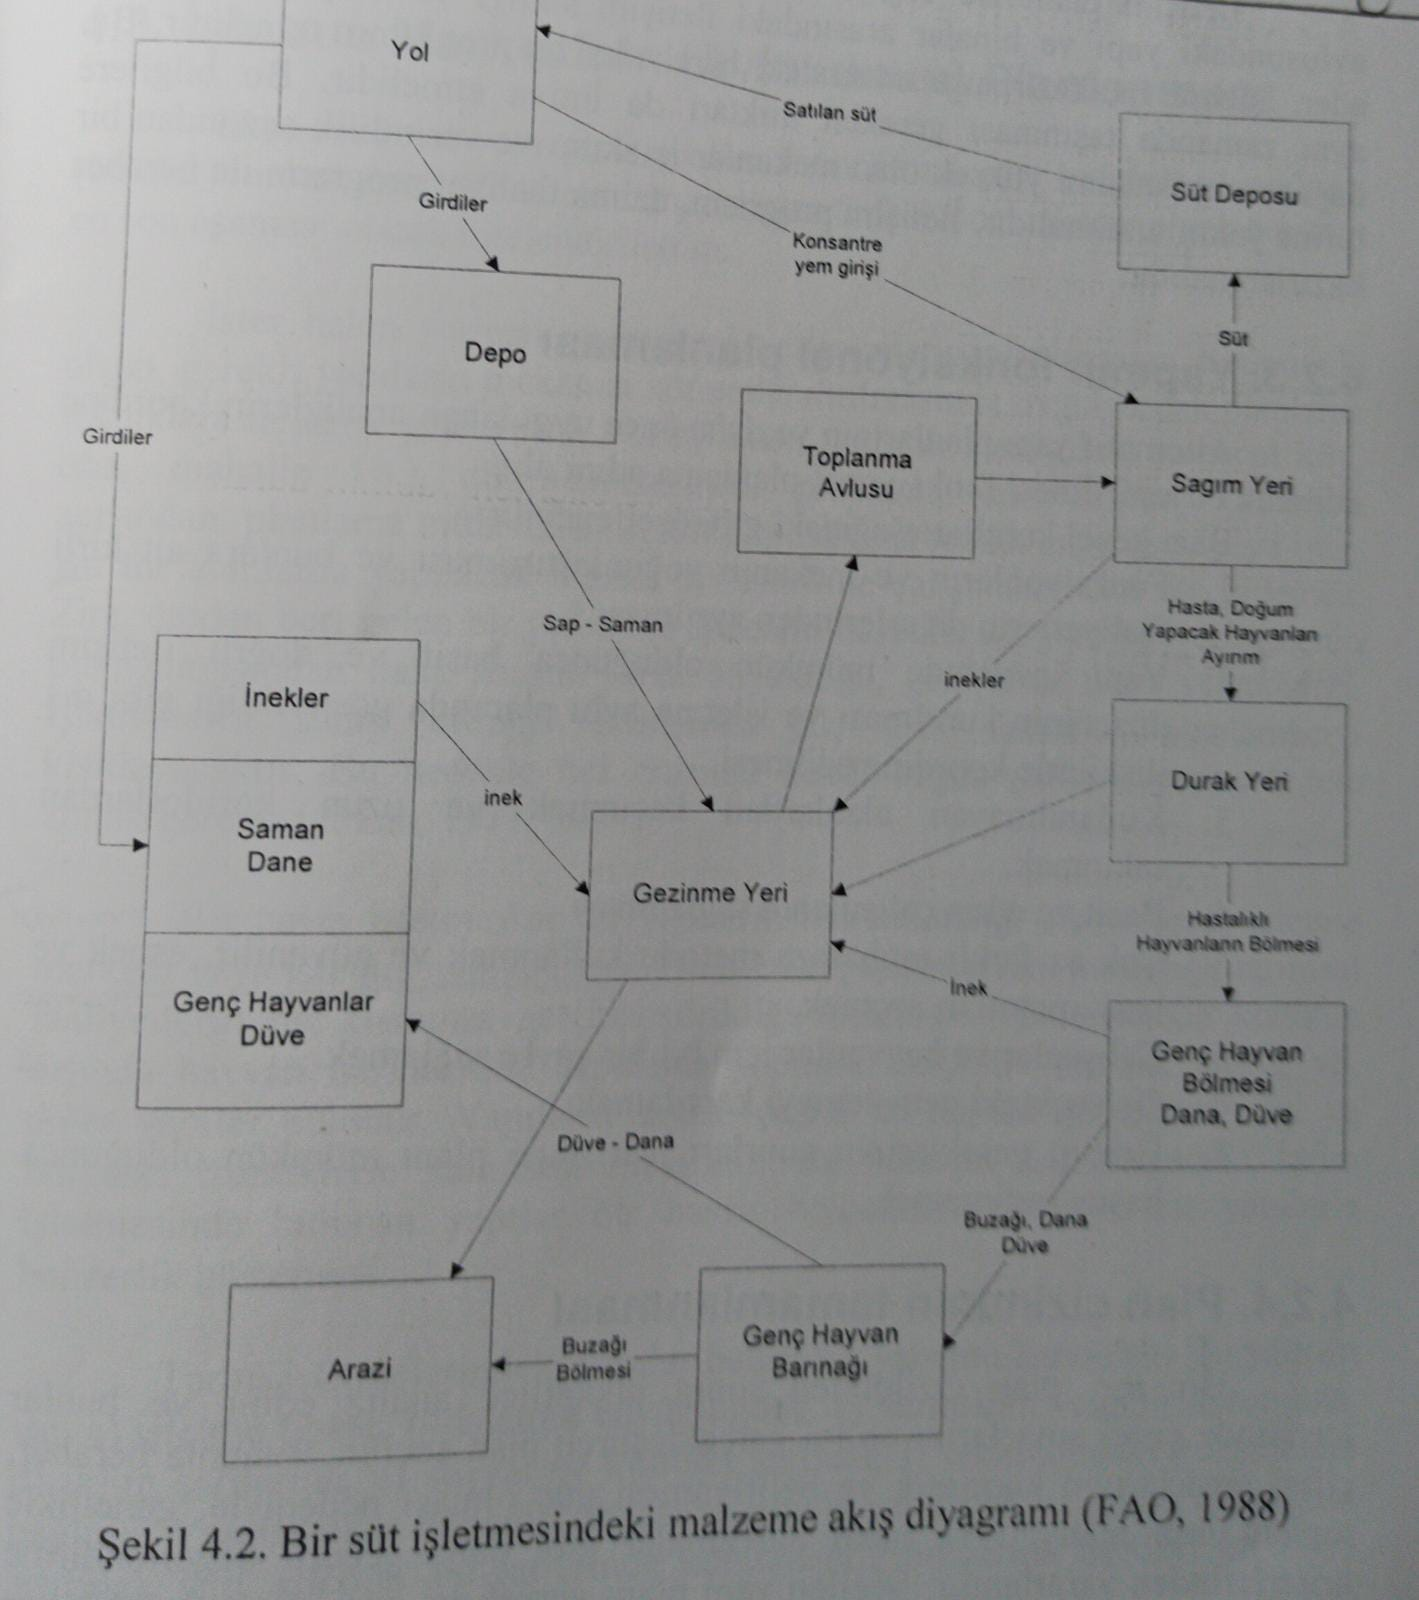 Yol
Satılan süt
Süt Deposu
Girdiler
Konsantre
yem girişi
Süt
Depo
Girdiler
Toplanma
Avlusu
Sagım Yeri
Sap - Saman
Hasta, Doğum
Yapacak Hayvanları
Ayırım
inekler
İnekler
inek
Durak Yeri
Saman
Dane
Gezinme Yeri
Hastalıklı
Hayvanların Bölmesi
İnek
Genç Hayvanlar
Düve
Genç Hayvan
Bölmesi
Dana, Düve
Düve - Dana
Buzağı, Dana
Düve
Arazi
Buzağı
Bölmesi
Genç Hayvan
Barınağı
Şekil 4.2. Bir süt işletmesindeki malzeme akış diyagramı (FAO, 1988)